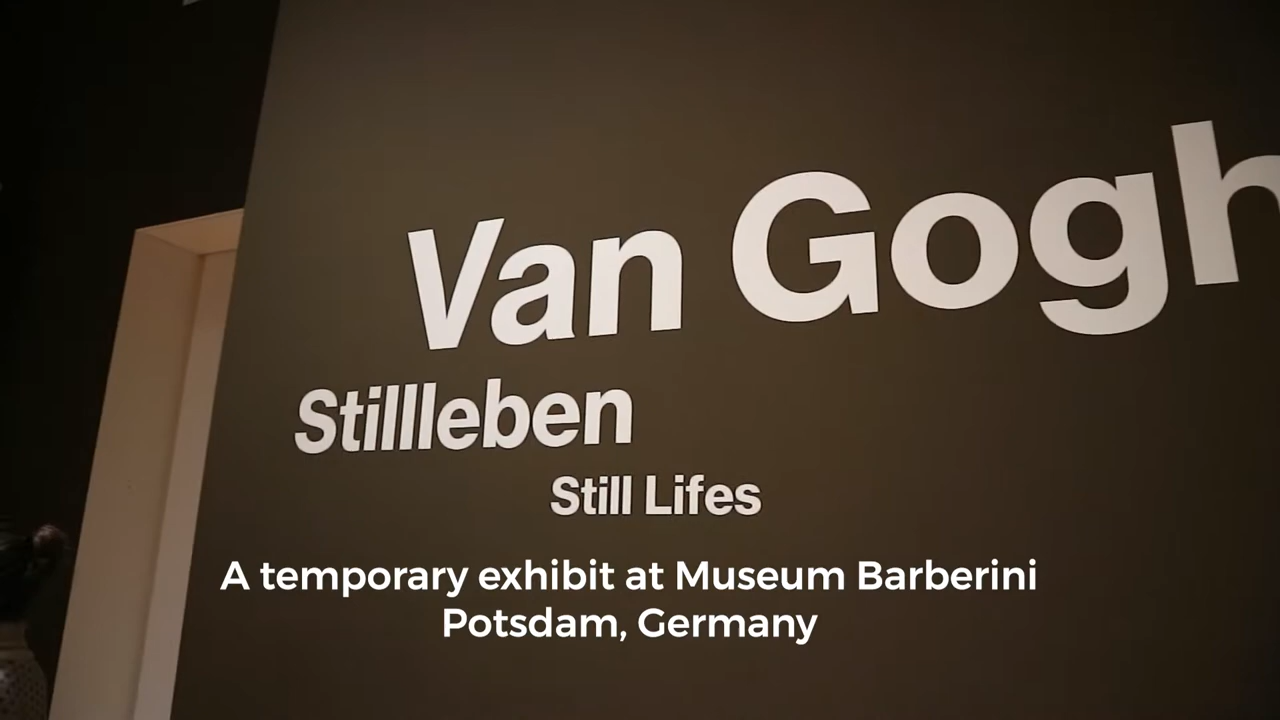 Van Gogh
Stillleben
Still Lifes
A temporary exhibit at Museum Barberini
Potsdam, Germany